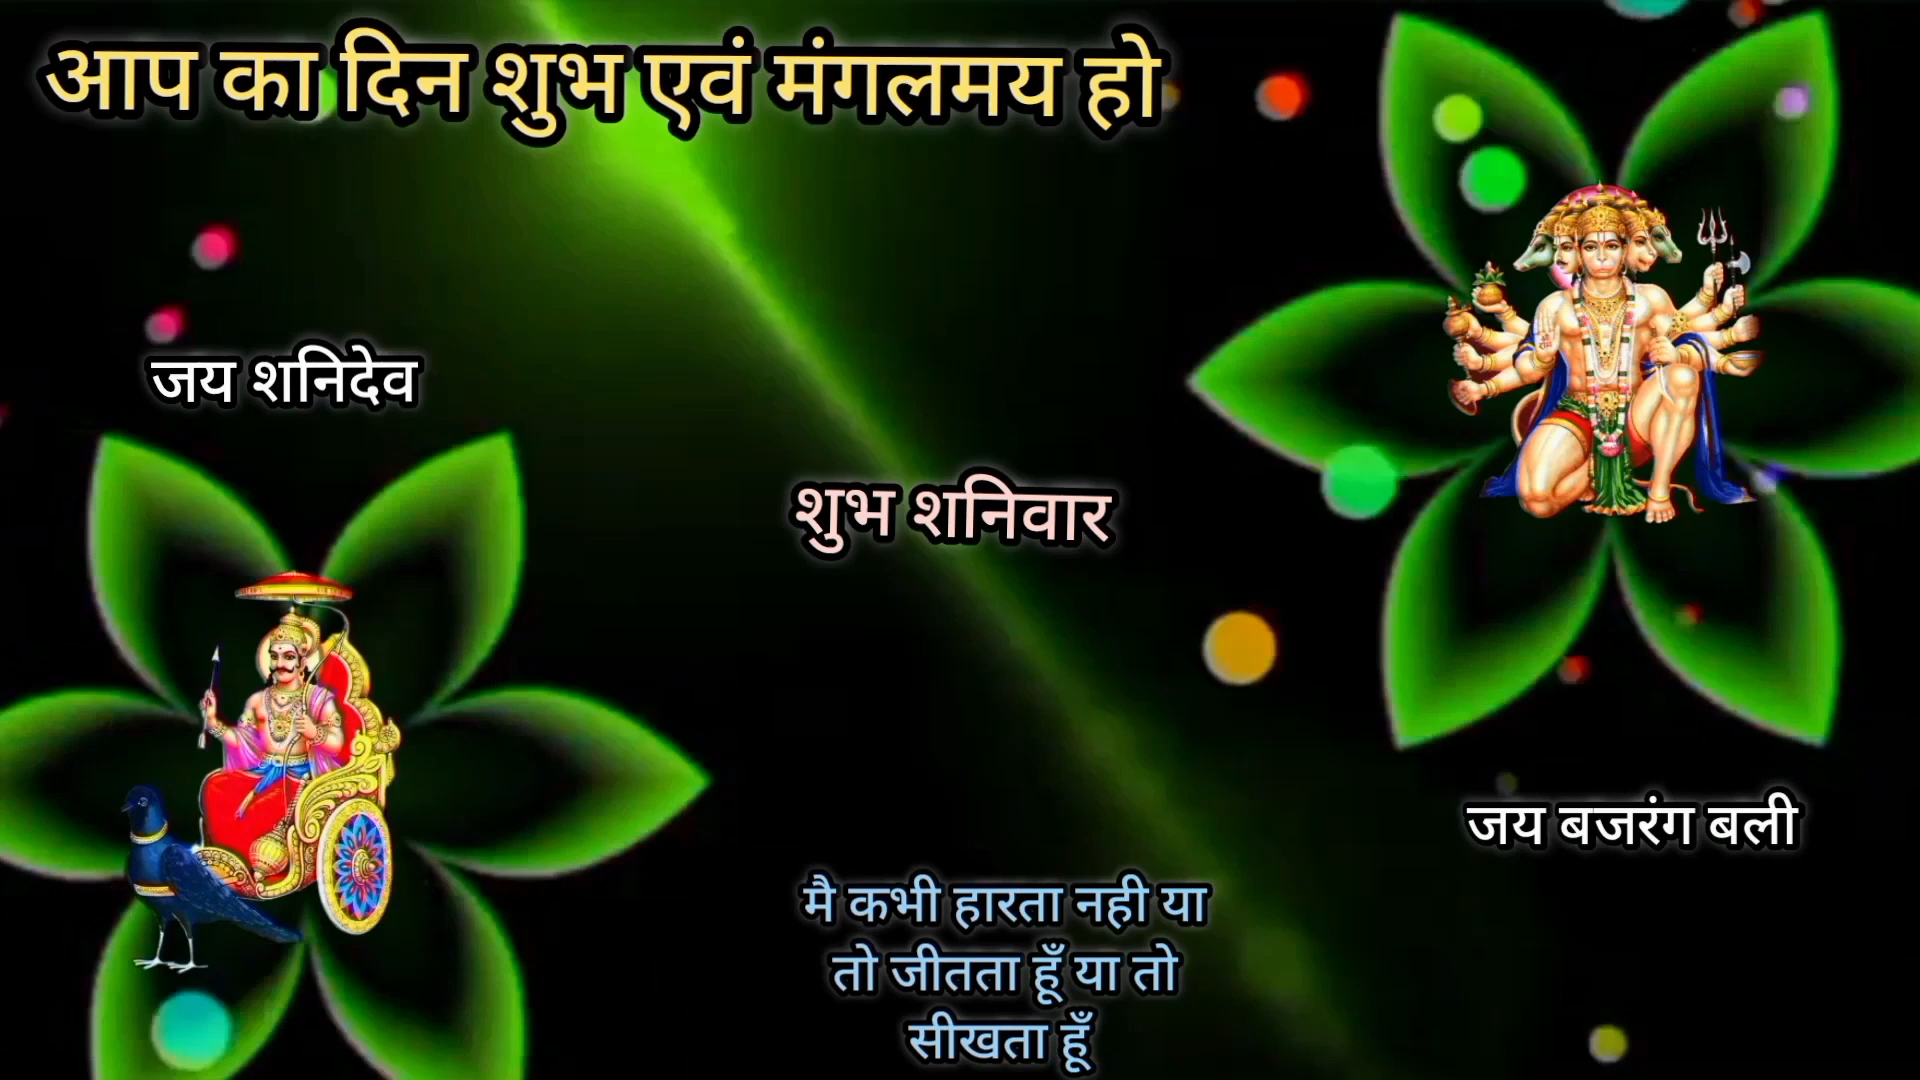 आप का दिन शुभ एवं मंगलमय हो
जय शनिदेव
शुभ शनिवार
जय बजरंग बली
मै कभी हारता नही या
तो जीतता हूँ या तो
सीखता हूँ